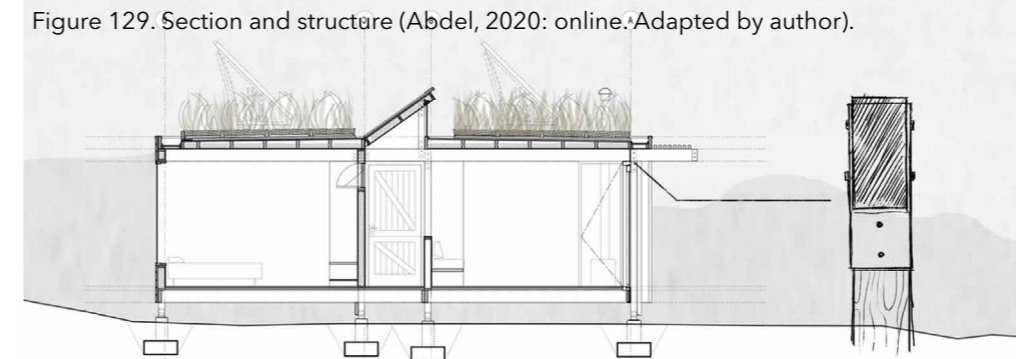 Figure 129. Section and structure (Abdel, 2020: online. Adapted by author).